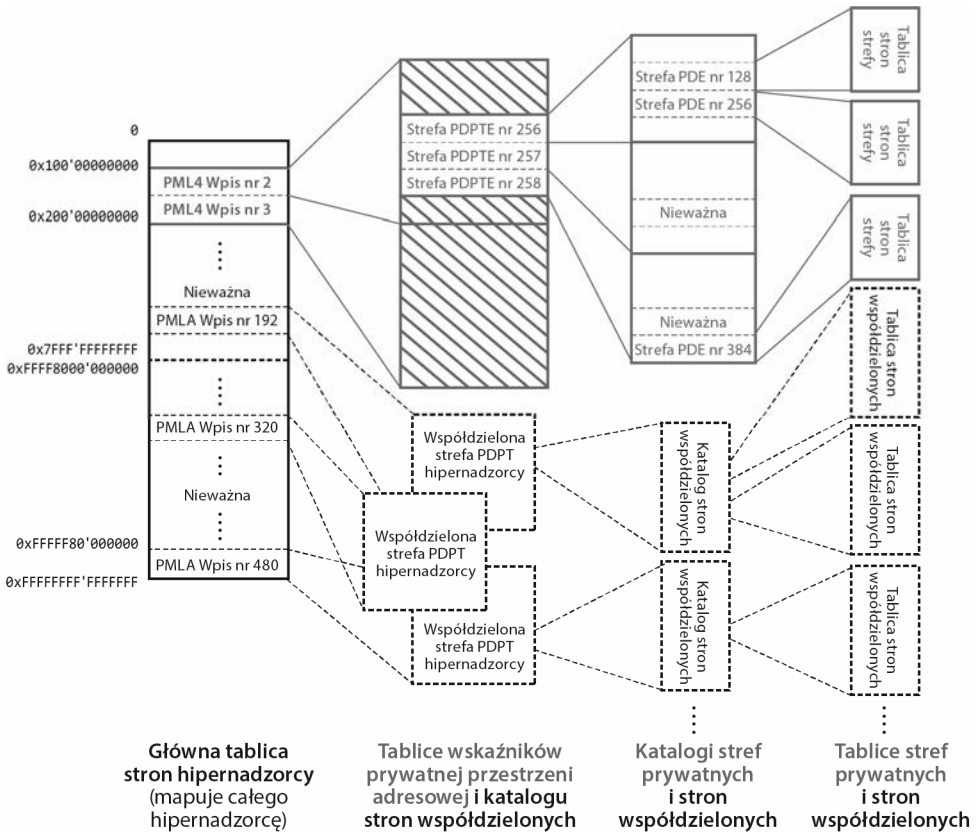 0
0x100'00000000
PML4 Wpis nr 2
PML4 Wpis nr 3
0x200'00000000
Nieważna
PMLA Wpis nr 192
0x7FFF'FFFFFFFF
0xFFFF8000'000000
PMLA Wpis nr 320
Nieważna
0xFFFFF80'000000
PMLA Wpis nr 480
0xFFFFFFFF'FFFFFFF
Strefa PDPTE nr 256
Strefa PDPTE nr 257
Strefa PDPTE nr 258
Współdzielona
strefa PDPT
hipernadzorcy
Współdzielona
strefa PDPT
hipernadzorcy
Współdzielona
strefa PDPT
hipernadzorcy
Strefa PDE nr 128
Strefa PDE nr 256
Nieważna
Nieważna
Strefa PDE nr 384
Katalog stron
współdzielonych
Katalog stron
współdzielonych
Tablica
stron
strefy
Tablica
stron
strefy
Tablica
stron
strefy
Tablica stron
współdzielonych
Tablica stron
współdzielonych
Tablica stron
współdzielonych
Główna tablica
stron hipernadzorcy
(mapuje całego
hipernadzorcę)
Tablice wskaźników
prywatnej przestrzeni
adresowej i katalogu
stron współdzielonych
Katalogi stref
prywatnych
i stron
współdzielonych
Tablice stref
prywatnych
i stron
współdzielonych